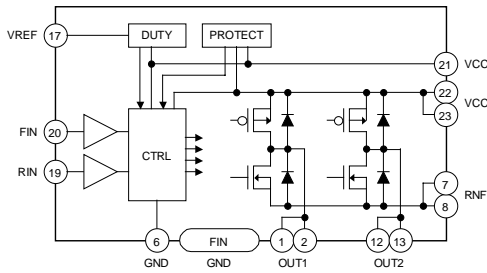 VREF 17 DUTY PROTECT
21 VCC
22 VCC
23
FIN 20
CTRL
RIN 19
7 RNF
8
6 FIN 1 2 12 13
GND GND OUT1 OUT2